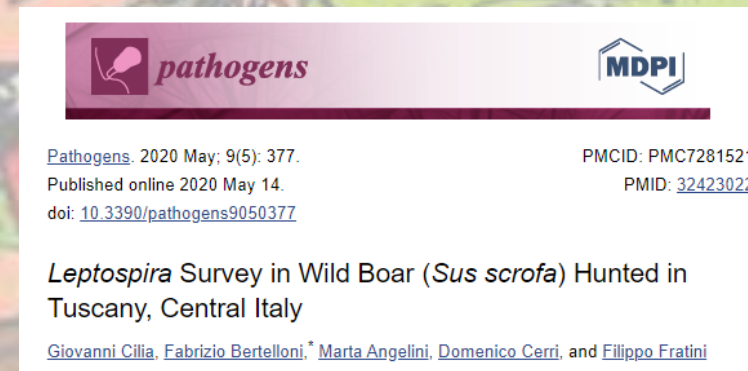 pathogens
MDPI
Pathogens. 2020 May; 9(5): 377.
PMCID: PMC7281521
Published online 2020 May 14.
PMID: 32423022
doi: 10.3390/pathogens9050377
Leptospira Survey in Wild Boar (Sus scrofa) Hunted in
Tuscany, Central Italy
Giovanni Cilia, Fabrizio Bertelloni,* Marta Angelini, Domenico Cerri, and Filippo Fratini